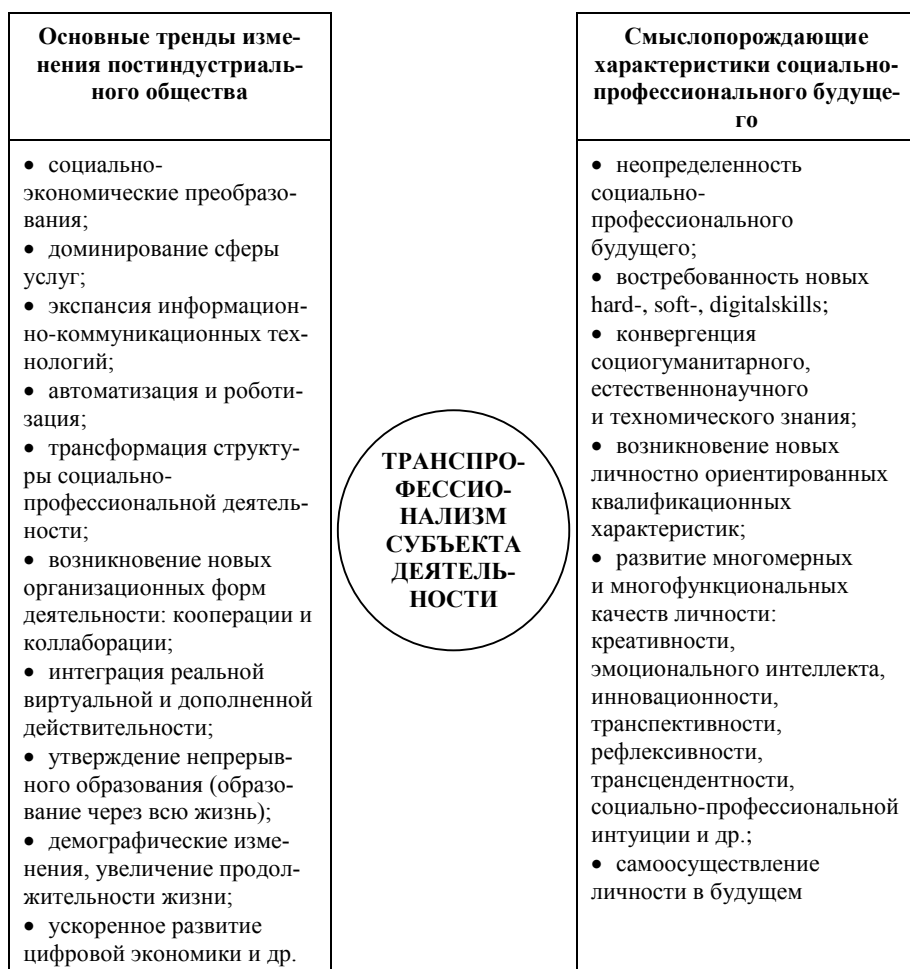 Основные тренды изме-
нения постиндустриаль-
ного общества
• социально-
экономические преобразо-
вания;
• доминирование сферы
услуг;
• экспансия информацион-
но-коммуникационных тех-
нологий;
• автоматизация и роботи-
зация;
• трансформация структу-
ры социально-
профессиональной деятель-
ности;
• возникновение новых
организационных форм
деятельности: кооперации и
коллаборации;
• интеграция реальной
виртуальной и дополненной
действительности;
• утверждение непрерыв-
ного образования (образо-
вание через всю жизнь);
• демографические изме-
нения, увеличение продол-
жительности жизни;
• ускоренное развитие
цифровой экономики и др.
ТРАНСПРО-
ФЕССИО-
НАЛИЗМ
СУБЪЕКТА
ДЕЯТЕЛЬ-
НОСТИ
Смыслопорождающие
характеристики социально-
профессионального будуще-
го
• неопределенность
социально-
профессионального
будущего;
• востребованность новых
hard-, soft-, digitalskills;
• конвергенция
социогуманитарного,
естественнонаучного
и техномического знания;
• возникновение новых
личностно ориентированных
квалификационных
характеристик;
• развитие многомерных
и многофункциональных
качеств личности:
креативности,
эмоционального интеллекта,
инновационности,
транспективности,
рефлексивности,
трансцендентности,
социально-профессиональной
интуиции и др.;
• самоосуществление
личности в будущем